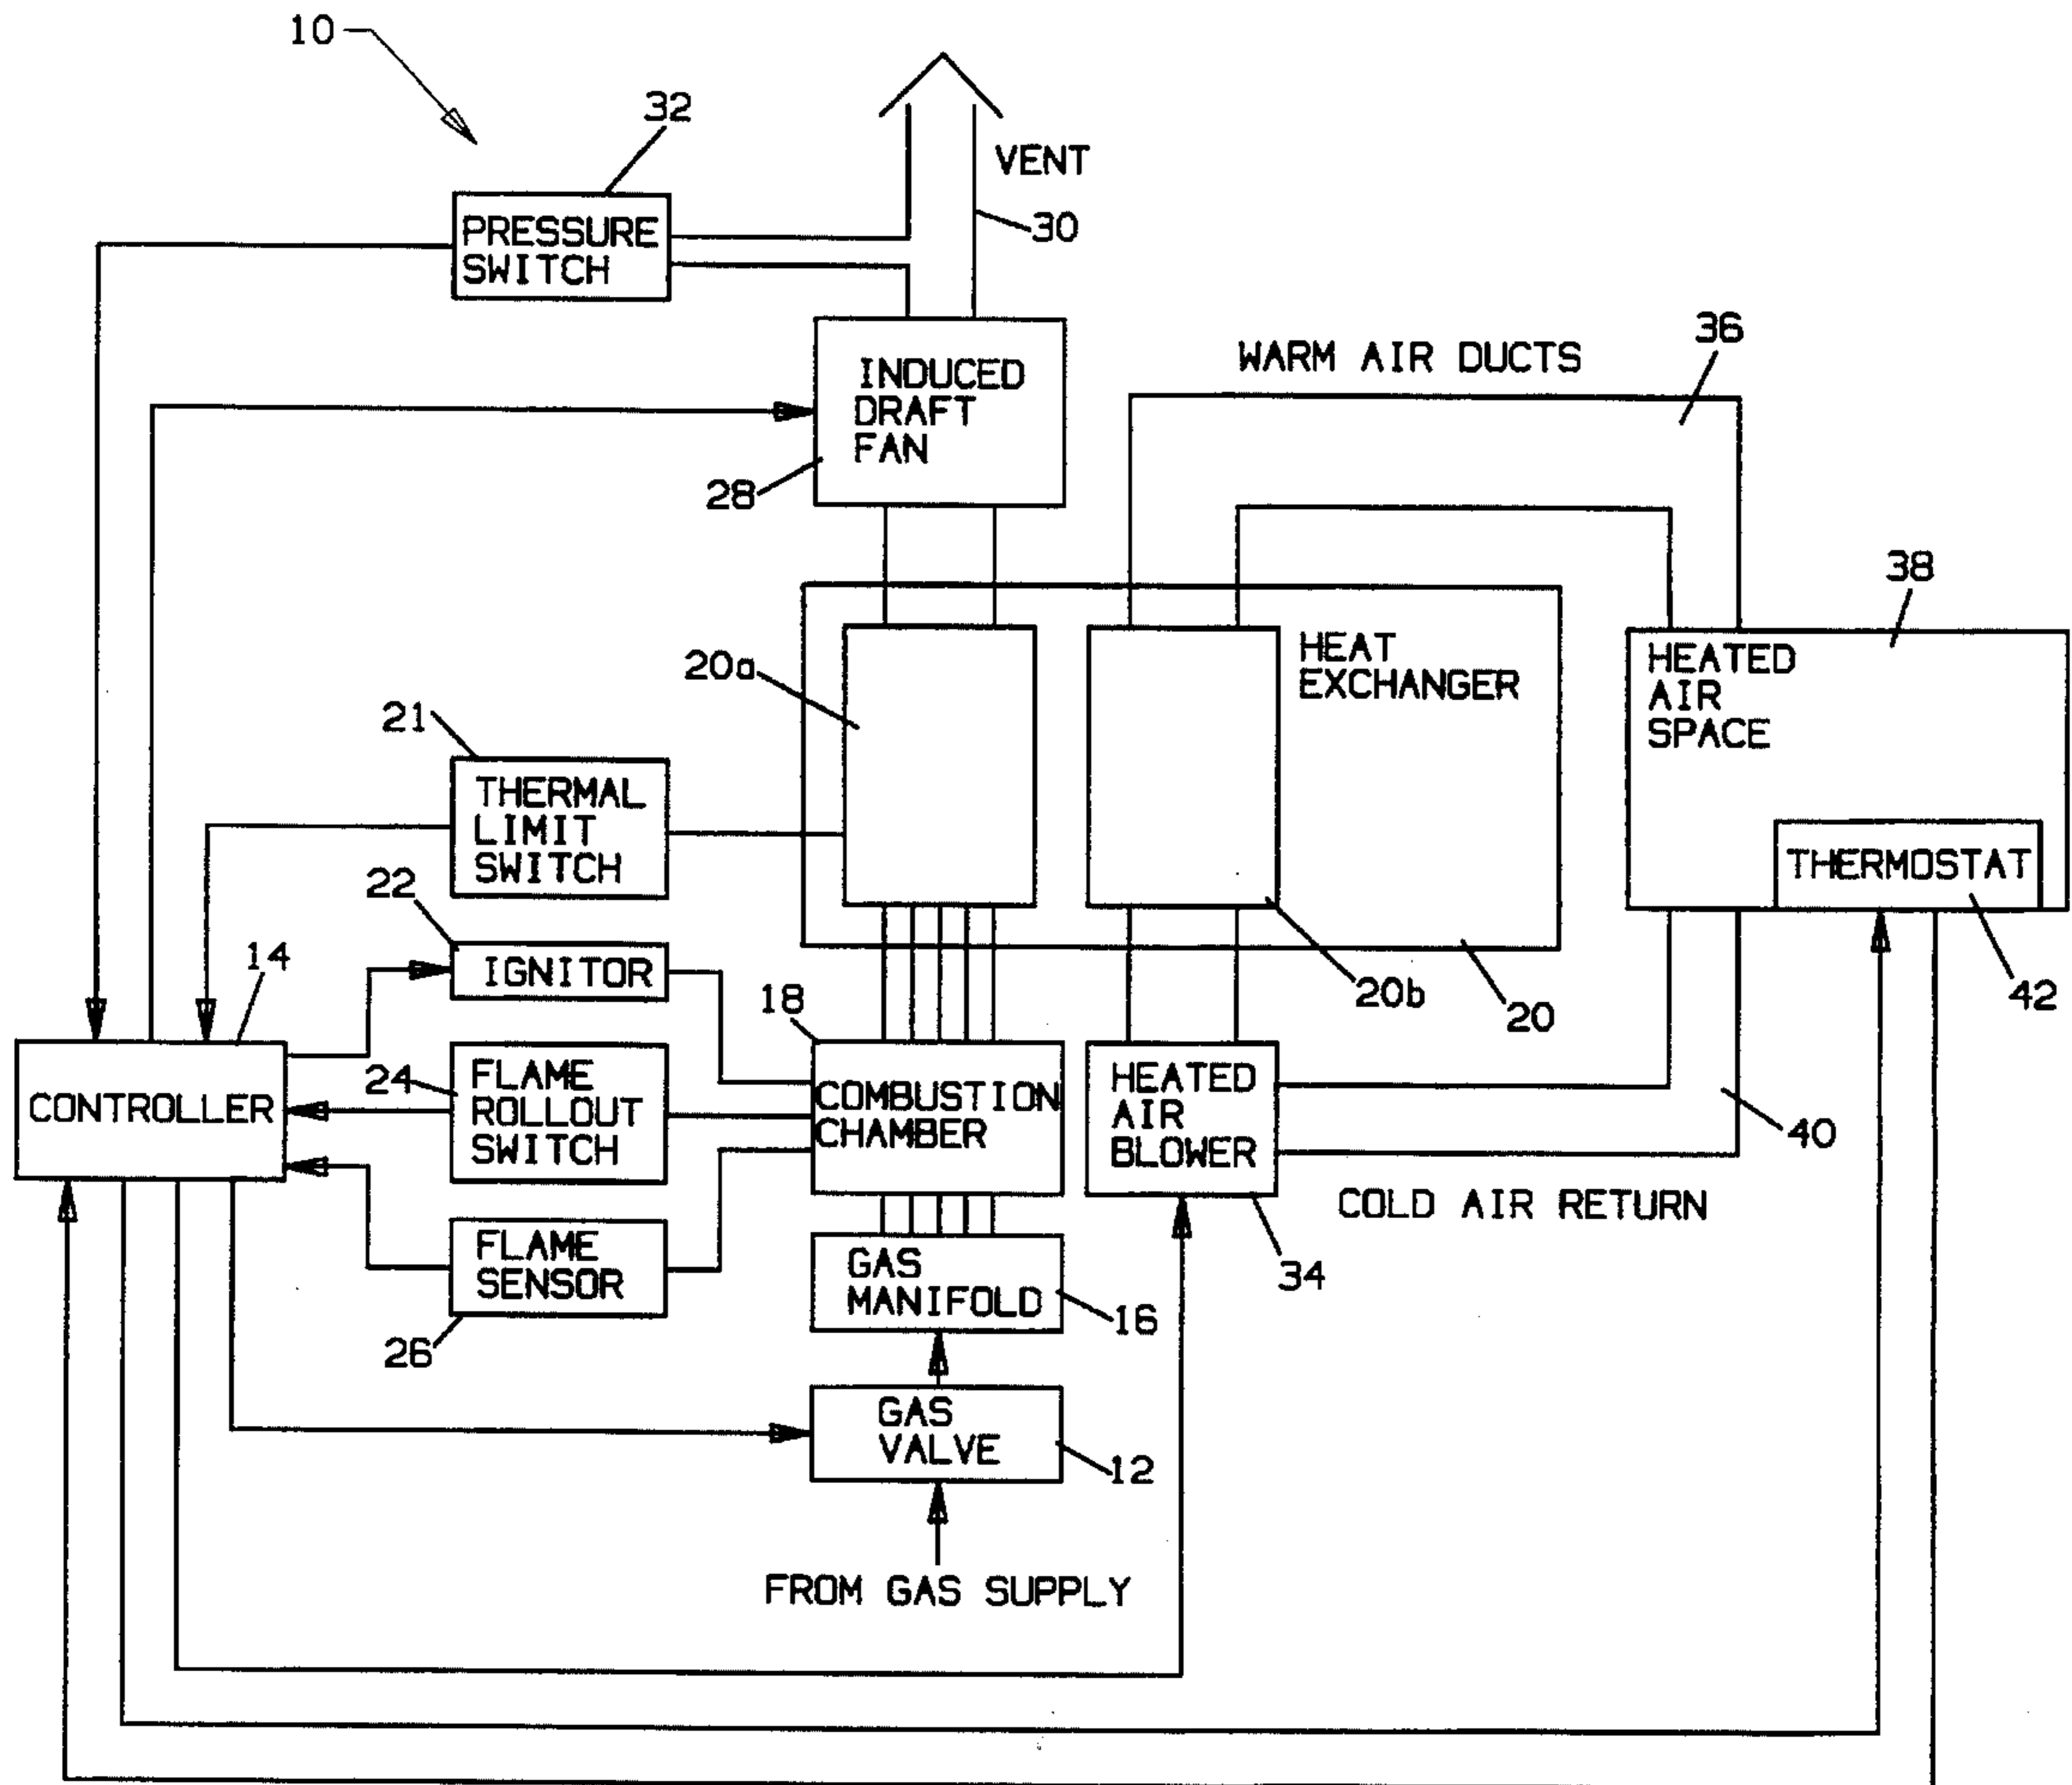 10
32
VENT
30
PRESSURE
SWITCH
36
WARM AIR DUCTS
INDUCED
DRAFT
FAN
28
38
20a
HEAT
EXCHANGER
HEATED
AIR
SPACE
21
THERMAL
LIMIT
SWITCH
THERMOSTAT
22
14
IGNITOR
18
20b
20
42
24
FLAME
ROLLOUT
SWITCH
CONTROLLER
COMBUSTION
CHAMBER
HEATED
AIR
BLOWER
40
COLD AIR RETURN
FLAME
SENSOR
GAS
MANIFOLD
34
16
26
GAS
VALVE
12
FROM GAS SUPPLY